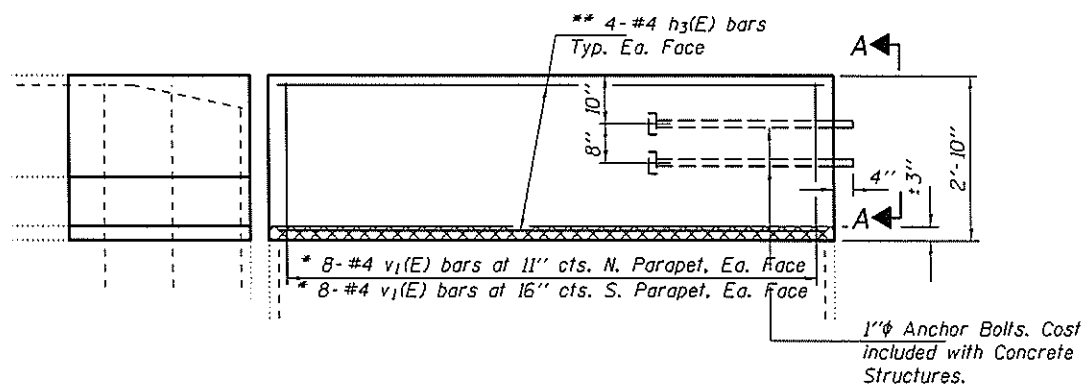 ** 4-#4 h3(E) bars
Typ. Ea. Face
A
10"
8"
4"
±3"
2'-10"
A
* 8-#4 v1(E) bars at 11" cts. N. Parapet, Ea. Face
* 8-#4 v1(E) bars at 16" cts. S. Parapet, Ea. Face
1"ϕ Anchor Bolts. Cost
included with Concrete
Structures.